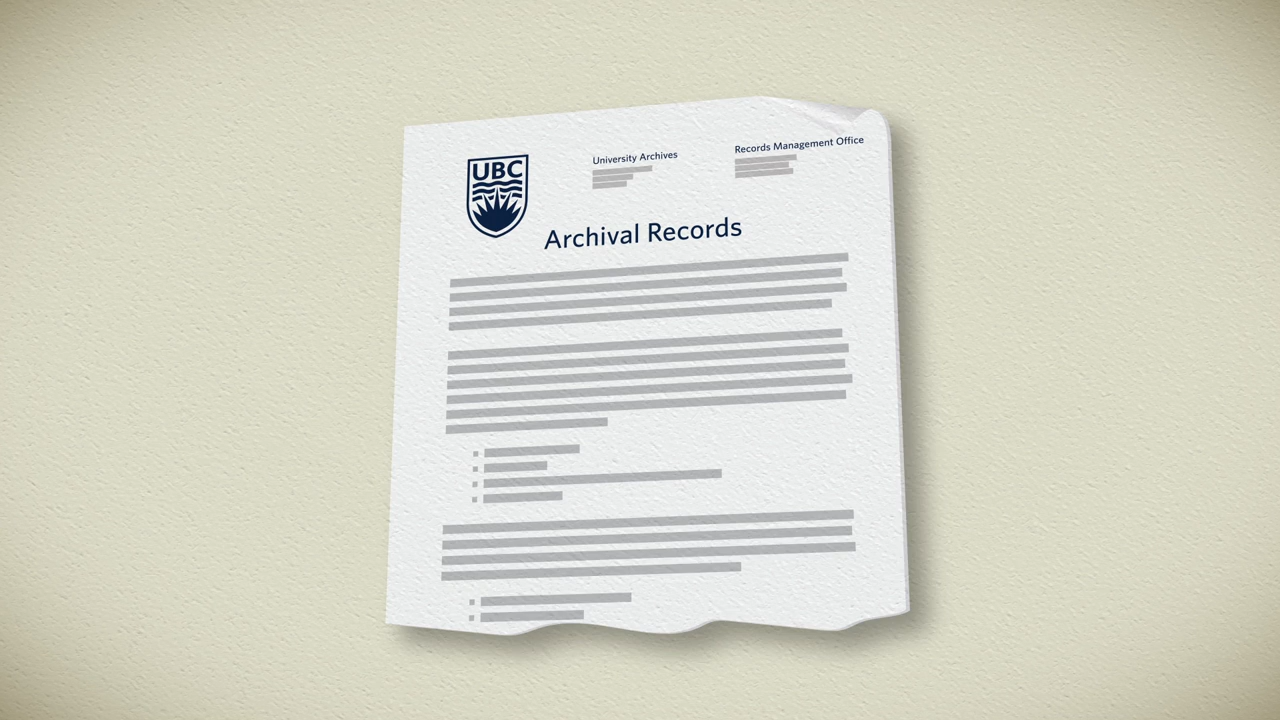 UBC
University Archives
Records Management Office
Archival Records